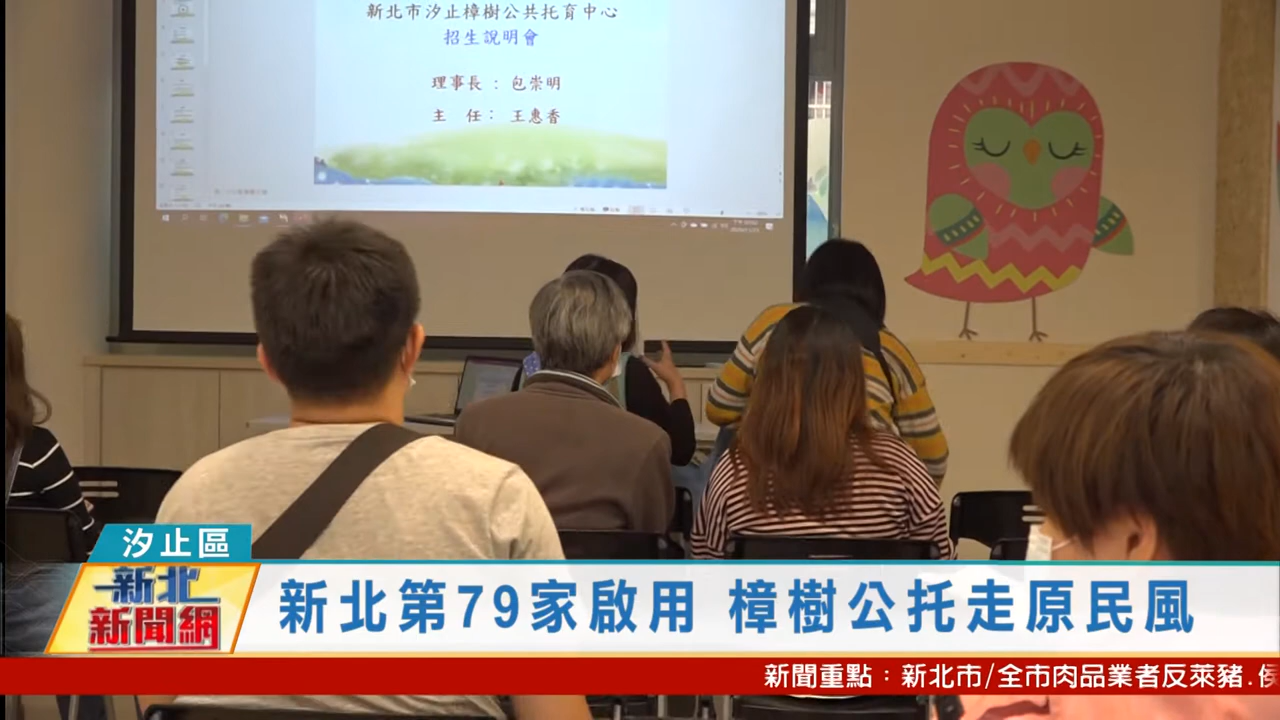 新北市汐止樟樹公共托育中心
招生說明會
理事長 : 包崇明
主 任： 王惠香
汐止區
新北
新聞網
新北第79家啟用 樟樹公托走原民風
新聞重點：新北市/全市肉品業者反萊豬.侯